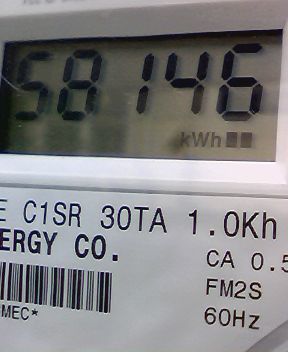 58146
kWh
E C1SR 30TA 1.0Kh
ERGY CO.
CA 0.5
FM2S
MEC*
60Hz